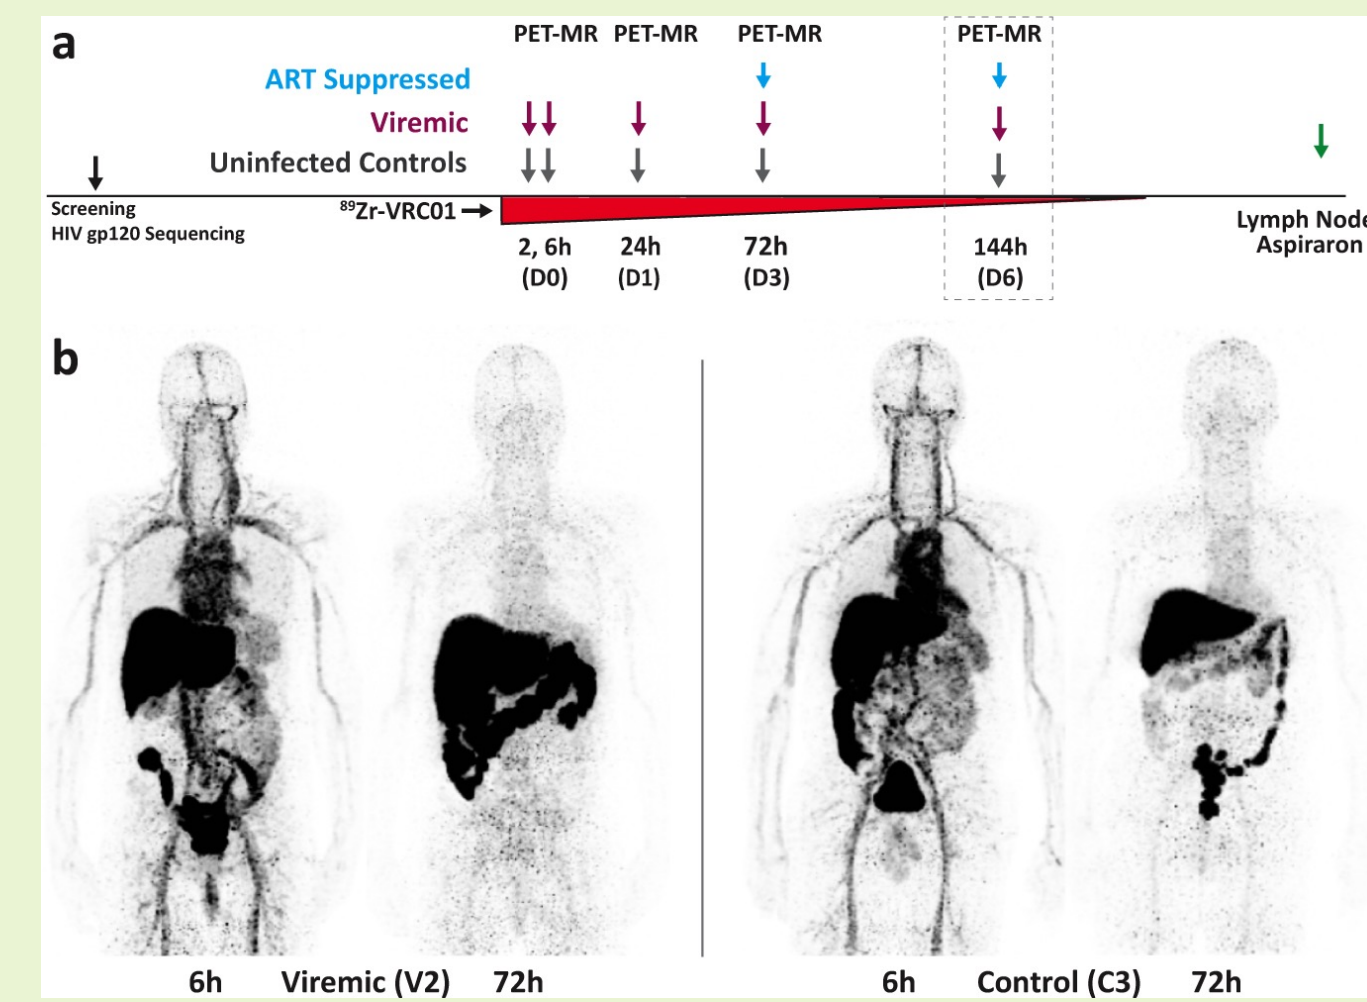 a
PET-MR PET-MR PET-MR PET-MR
ART Suppressed
Viremic
Uninfected Controls
Screening
HIV gp120 Sequencing
89Zr-VRC01
2, 6h 24h 72h 144h
(D0) (D1) (D3) (D6)
Lymph Node
Aspiraron
b
6h Viremic (V2) 72h
6h Control (C3) 72h